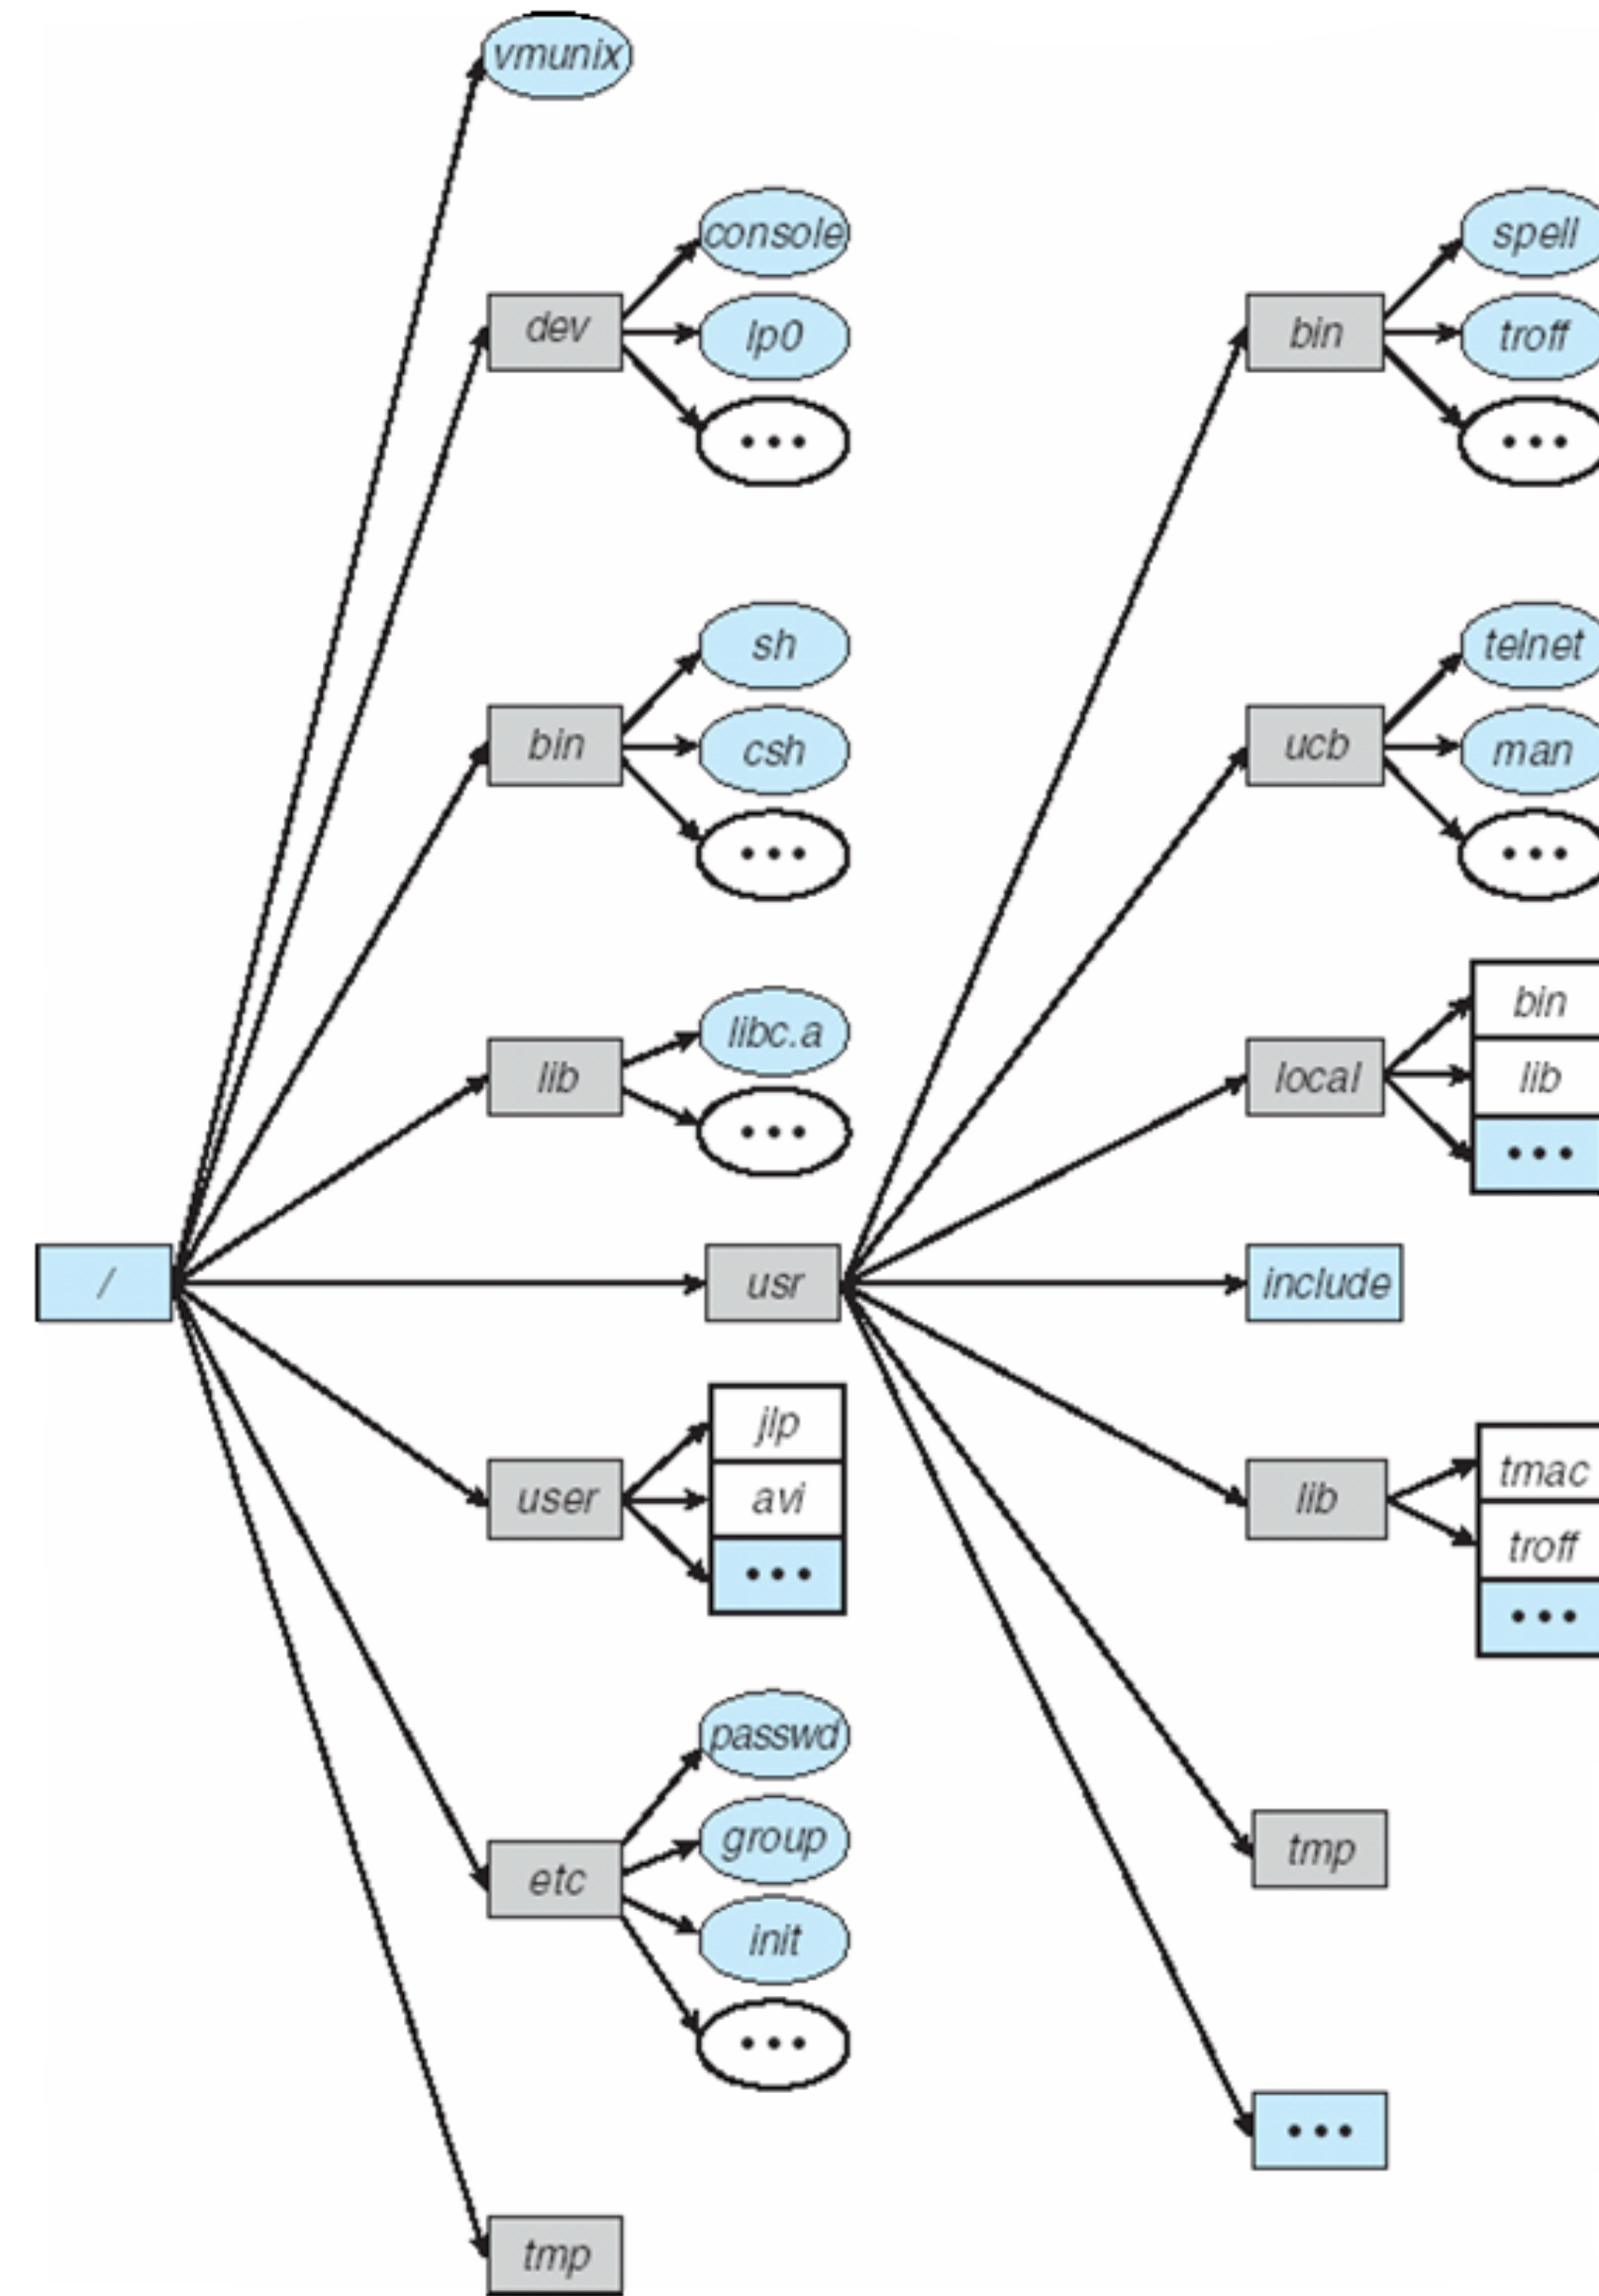 vmunix
console
dev
lp0
•••
sh
bin
csh
•••
libc.a
lib
•••
/
usr
jlp
user
avi
•••
passwd
group
etc
init
•••
tmp
spell
bin
troff
•••
telnet
ucb
man
•••
bin
local
lib
•••
include
tmac
lib
troff
•••
tmp
•••